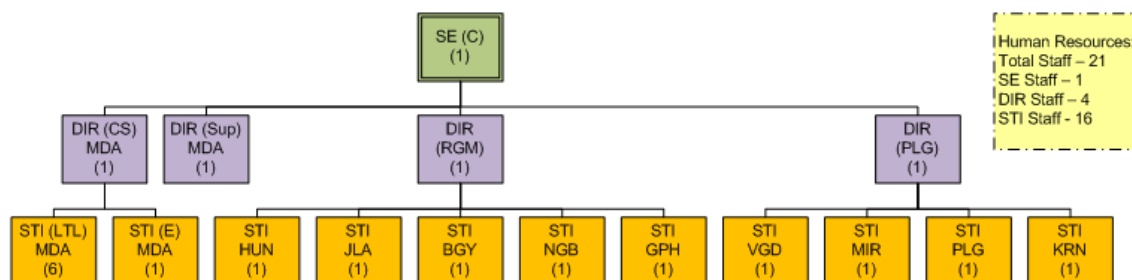 SE (C)
(1)
Human Resources:
Total Staff – 21
SE Staff – 1
DIR Staff – 4
STI Staff - 16
DIR (CS)
MDA
(1)
DIR (Sup)
MDA
(1)
DIR
(RGM)
(1)
DIR
(PLG)
(1)
STI (LTL)
MDA
(6)
STI (E)
MDA
(1)
STI
HUN
(1)
STI
JLA
(1)
STI
BGY
(1)
STI
NGB
(1)
STI
GPH
(1)
STI
VGD
(1)
STI
MIR
(1)
STI
PLG
(1)
STI
KRN
(1)